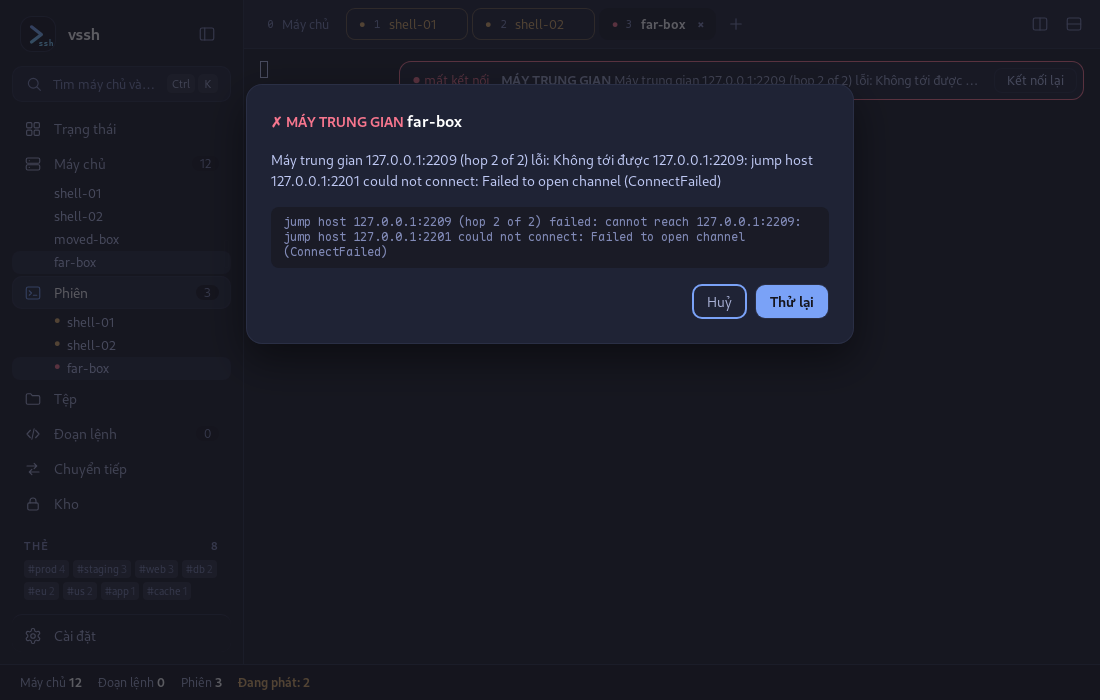 ssh
vssh
Tìm máy chủ và… Ctrl K
Trạng thái
Máy chủ 12
shell-01
shell-02
moved-box
far-box
Phiên 3
shell-01
shell-02
far-box
Tệp
Đoạn lệnh 0
Chuyển tiếp
Kho
THẺ 8
#prod 4 #staging 3 #web 3 #db 2
#eu 2 #us 2 #app 1 #cache 1
Cài đặt
0 Máy chủ 1 shell-01 2 shell-02 3 far-box ×
mất kết nối MÁY TRUNG GIAN Máy trung gian 127.0.0.1:2209 (hop 2 of 2) lỗi: Không tới được … Kết nối lại
✗ MÁY TRUNG GIAN far-box
Máy trung gian 127.0.0.1:2209 (hop 2 of 2) lỗi: Không tới được 127.0.0.1:2209: jump host
127.0.0.1:2201 could not connect: Failed to open channel (ConnectFailed)
jump host 127.0.0.1:2209 (hop 2 of 2) failed: cannot reach 127.0.0.1:2209:
jump host 127.0.0.1:2201 could not connect: Failed to open channel
(ConnectFailed)
Huỷ Thử lại
Máy chủ 12 Đoạn lệnh 0 Phiên 3 Đang phát: 2